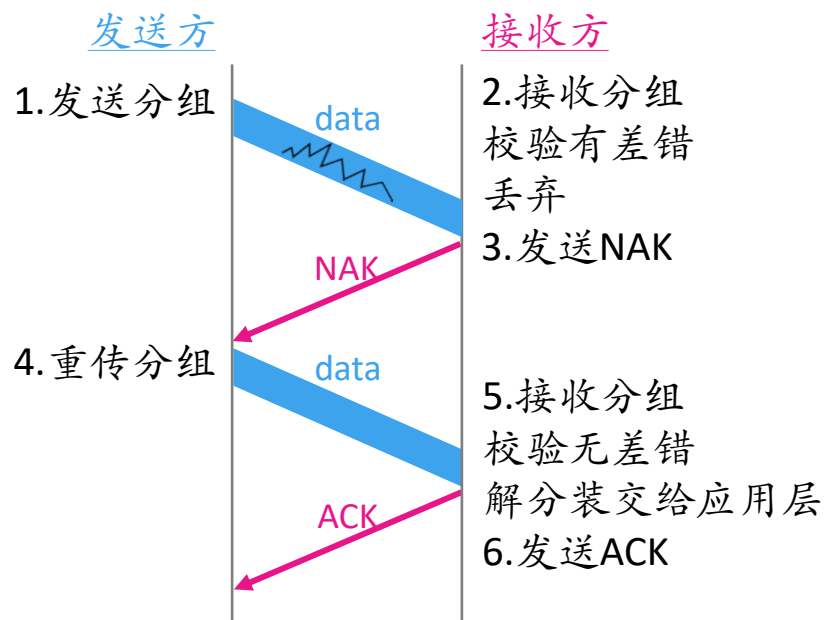 发送方
接收方
1.发送分组
data
2.接收分组
校验有差错
丢弃
3.发送NAK
NAK
4.重传分组
data
5.接收分组
校验无差错
解分装交给应用层
ACK
6.发送ACK